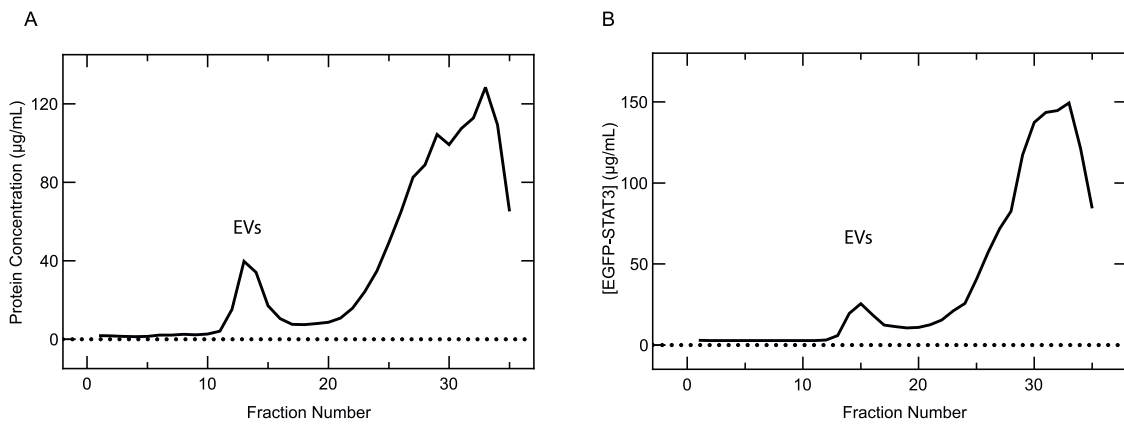 A
Protein Concentration (µg/mL)
120
80
40
0
EVs
0 10 20 30
Fraction Number
B
[EGFP-STAT3] (µg/mL)
150
100
50
0
EVs
0 10 20 30
Fraction Number